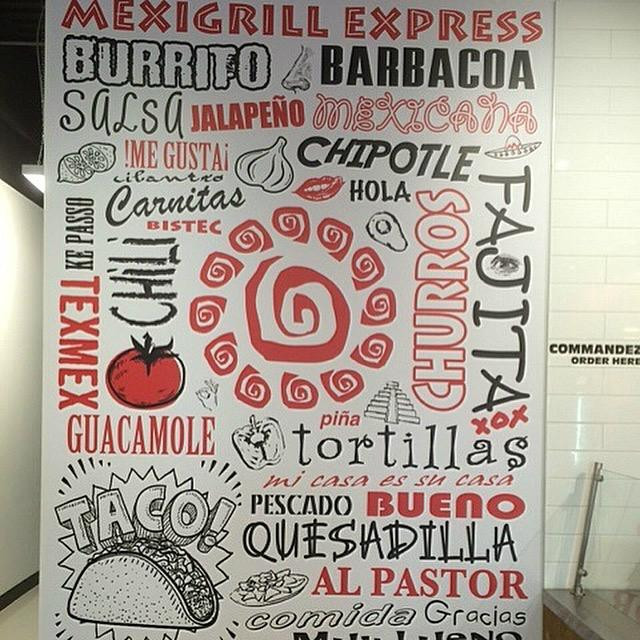 MEXIGRILL EXPRESS
BURRITO BARBACOA
SALSA JALAPEÑO MEXICANA
!ME GUSTA¡ CHIPOTLE
cilantro
Carnitas HOLA
BISTEC
KE PASSO
CHILI
TEXMEX
CHURROS
FAJITA
COMMANDEZ
ORDER HERE
XOX
piña
GUACAMOLE
tortillas
mi casa es su casa
TACO!
PESCADO BUENO
QUESADILLA
AL PASTOR
comida Gracias